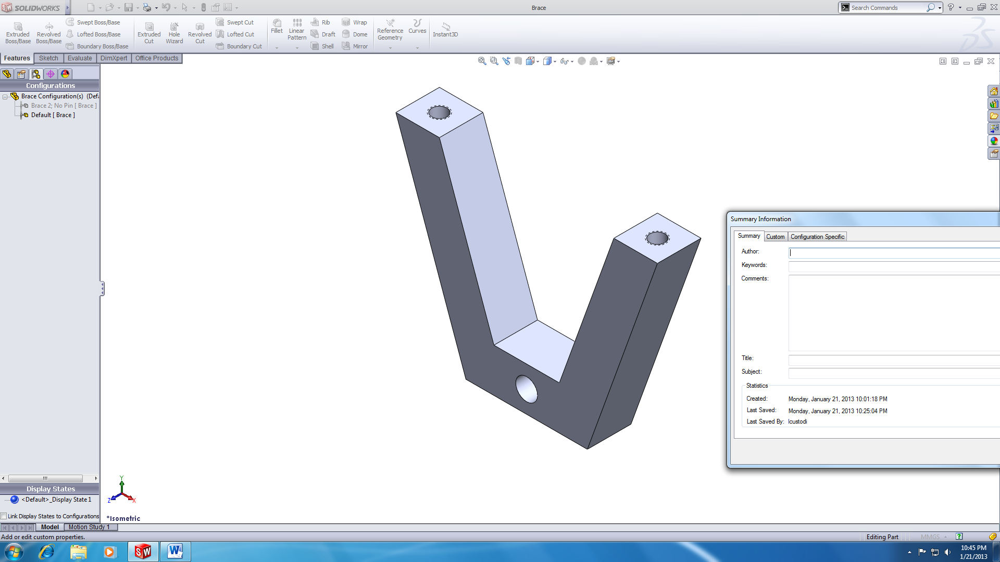 SW SOLIDWORKS
Brace
Search Commands
Extruded Boss/Base
Revolved Boss/Base
Swept Boss/Base
Lofted Boss/Base
Boundary Boss/Base
Extruded Cut
Hole Wizard
Revolved Cut
Swept Cut
Lofted Cut
Boundary Cut
Fillet
Linear Pattern
Rib
Draft
Shell
Wrap
Dome
Mirror
Reference Geometry
Curves
Instant3D
Features Sketch Evaluate DimXpert Office Products
Configurations
Brace Configuration(s) (Defa
Brace 2; No Pin [ Brace ]
Default [ Brace ]
Summary Information
Summary Custom Configuration Specific
Author:
Keywords:
Comments:
Title:
Subject:
Statistics
Created: Monday, January 21, 2013 10:01:18 PM
Last Saved: Monday, January 21, 2013 10:25:04 PM
Last Saved By: lcustodi
Display States
<Default>_Display State 1
Link Display States to Configurations
Y
Z X
*Isometric
Model Motion Study 1
Add or edit custom properties.
Editing Part MMGS ?
SW W
10:45 PM
1/21/2013